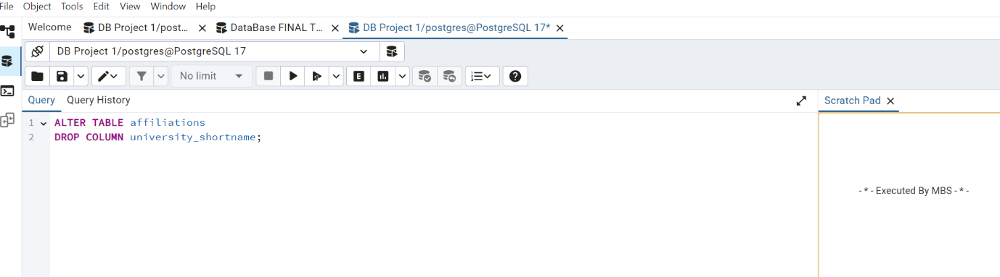 File Object Tools Edit View Window Help
Welcome DB Project 1/post... DataBase FINAL T... DB Project 1/postgres@PostgreSQL 17*
DB Project 1/postgres@PostgreSQL 17
No limit
Query Query History
Scratch Pad
1 ALTER TABLE affiliations
2 DROP COLUMN university_shortname;
- * - Executed By MBS - * -